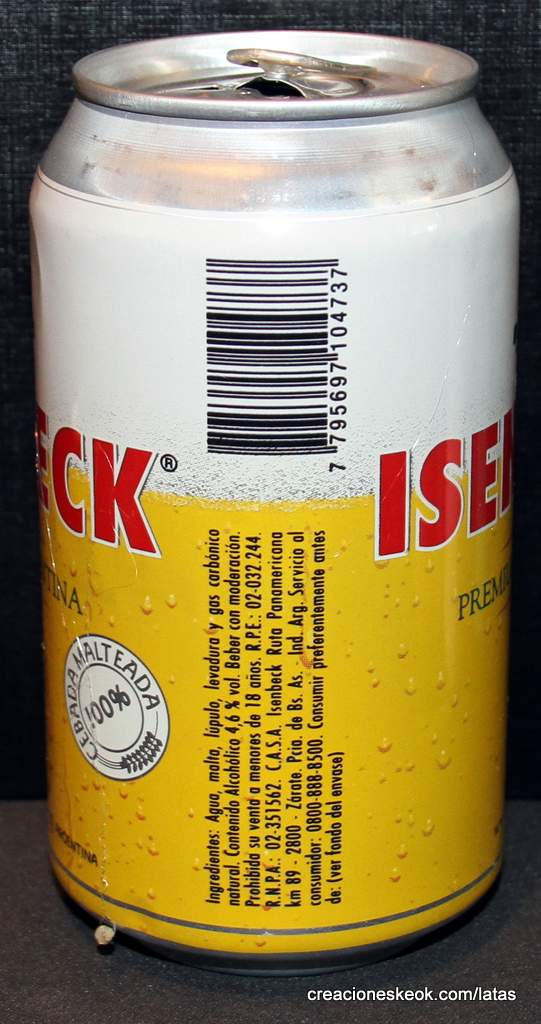 7 795697 104737
ECK®
ISEN
TINA
PREMIU
CEBADA MALTEADA
100%
Ingredientes: Agua, malta, lúpulo, levadura y gas carbónico
natural. Contenido Alcohólico 4,6 % vol. Beber con moderación.
Prohibida su venta a menores de 18 años. R.P.E.: 02-032.244.
R.N.P.A.: 02-351562. C.A.S.A. Isenbeck Ruta Panamericana
km 89 - 2800 - Zárate. Pcia. de Bs. As. - Ind. Arg. Servicio al
consumidor: 0800-888-8500. Consumir preferentemente antes
de: (ver fondo del envase)
ARGENTINA
creacioneskeok.com/latas